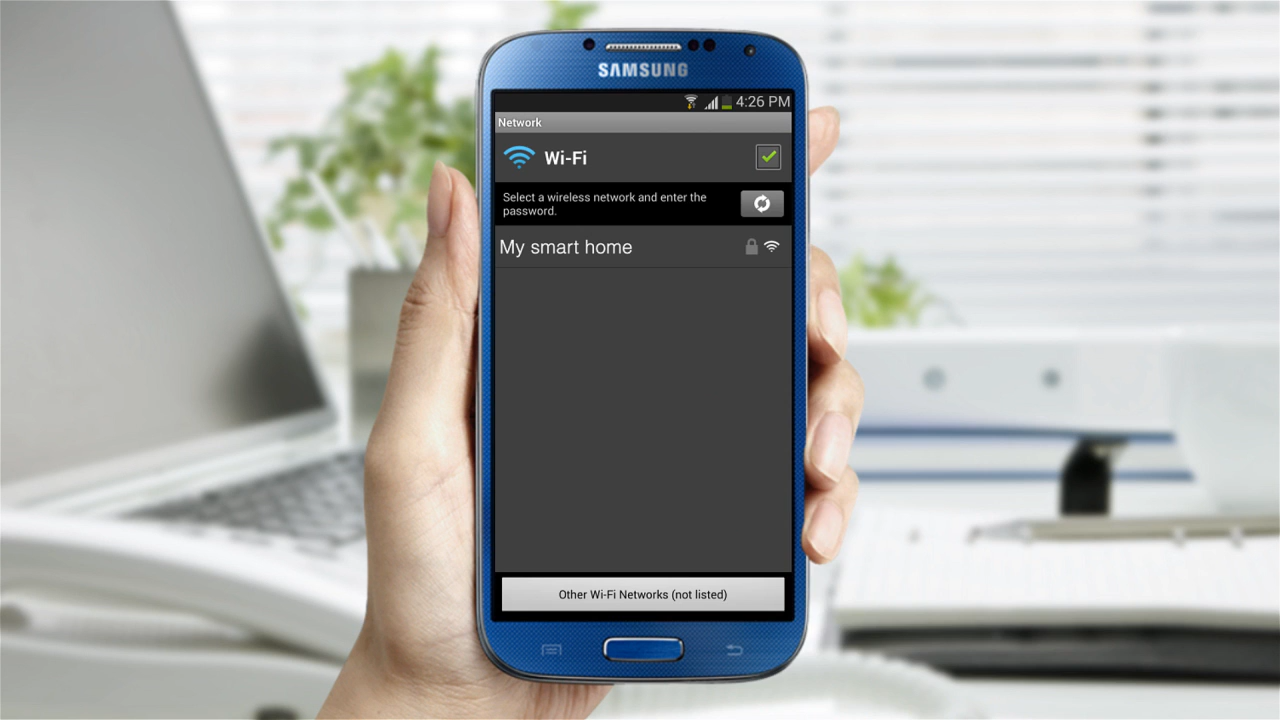 SAMSUNG
4:26 PM
Network
Wi-Fi
Select a wireless network and enter the
password.
My smart home
Other Wi-Fi Networks (not listed)